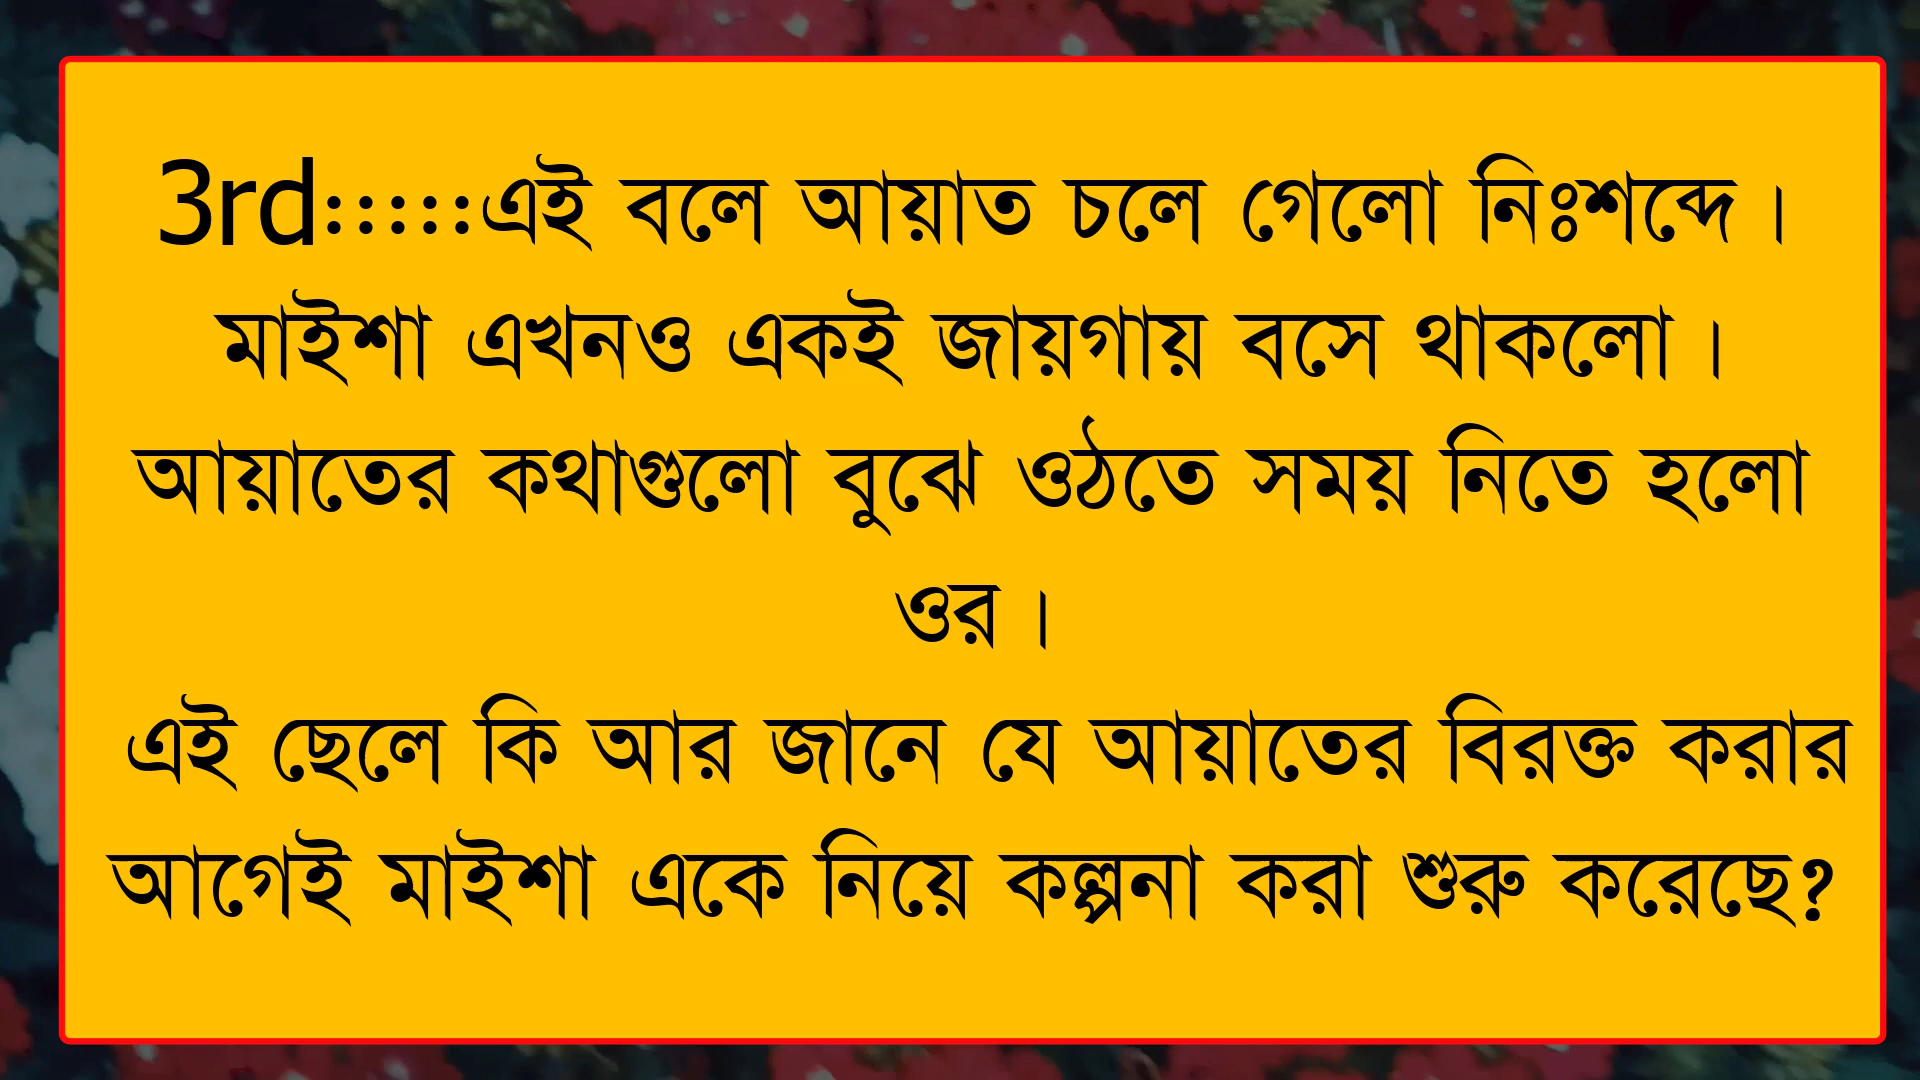 3rd:::::এই বলে আয়াত চলে গেলো নিঃশব্দে।
মাইশা এখনও একই জায়গায় বসে থাকলো।
আয়াতের কথাগুলো বুঝে ওঠতে সময় নিতে হলো
ওর।
এই ছেলে কি আর জানে যে আয়াতের বিরক্ত করার
আগেই মাইশা একে নিয়ে কল্পনা করা শুরু করেছে?